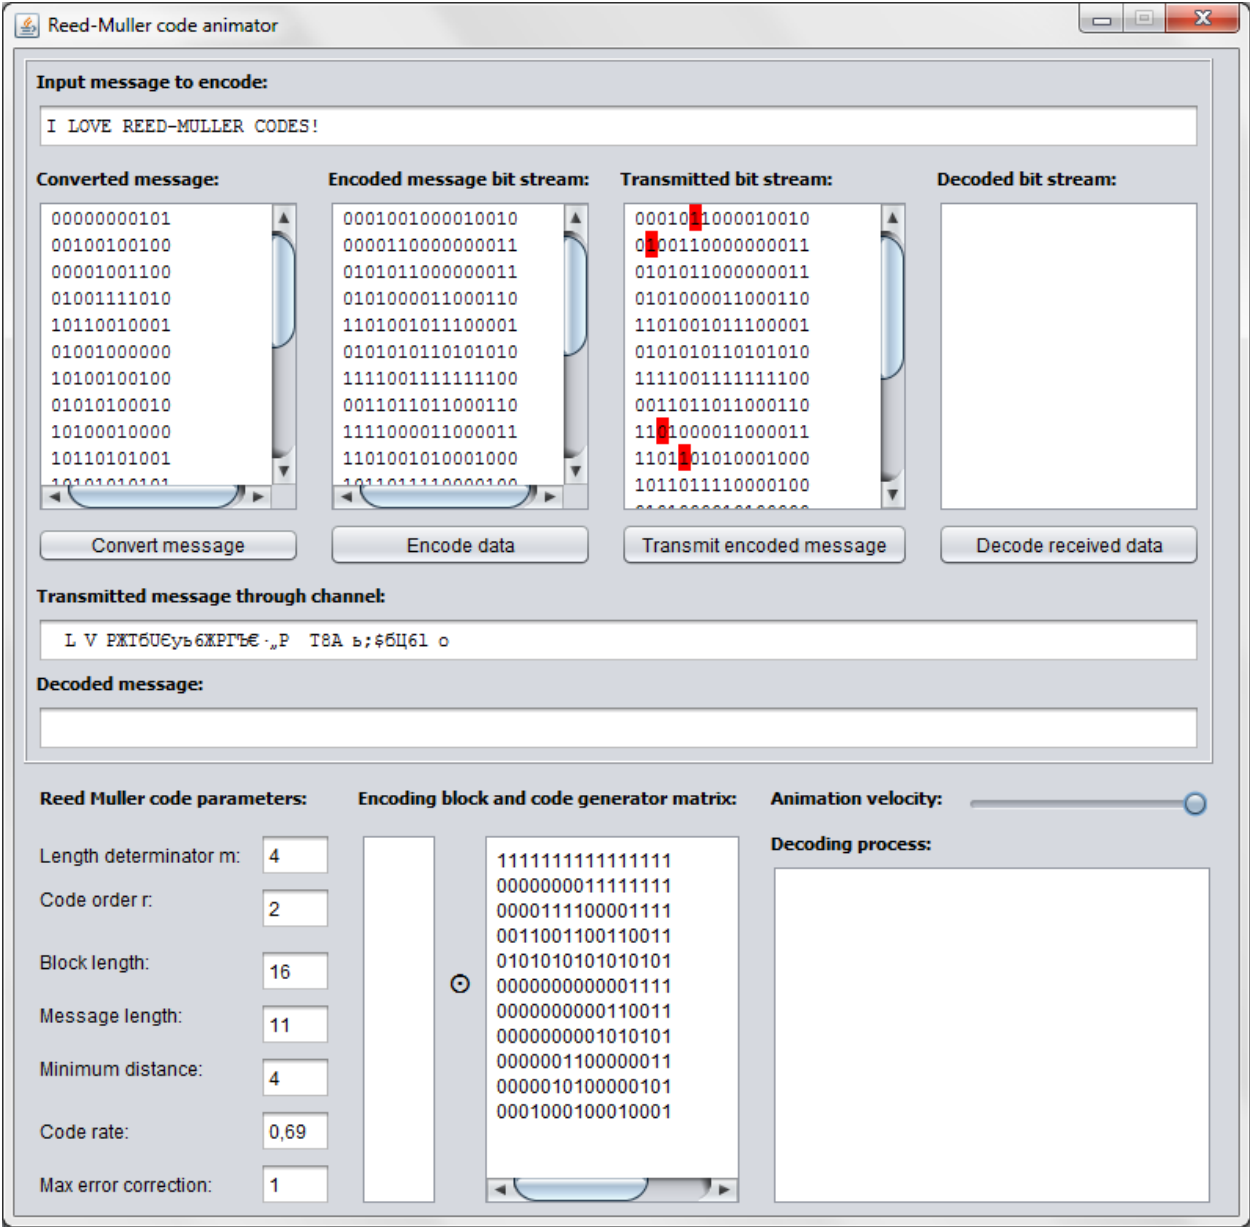 Reed-Muller code animator
Input message to encode:
I LOVE REED-MULLER CODES!
Converted message:
Encoded message bit stream:
Transmitted bit stream:
Decoded bit stream:
00000000101
00100100100
00001001100
01001111010
10110010001
01001000000
10100100100
01010100010
10100010000
10110101001
10101010101
0001001000010010
0000110000000011
0101011000000011
0101000011000110
1101001011100001
0101010110101010
1111001111111100
0011011011000110
1111000011000011
1101001010001000
1011011110000100
0001011000010010
0100110000000011
0101011000000011
0101000011000110
1101001011100001
0101010110101010
1111001111111100
0011011011000110
1101000011000011
1101101010001000
1011011110000100
Convert message
Encode data
Transmit encoded message
Decode received data
Transmitted message through channel:
L V РЖТбUЄуьбЖРГЪЄ·„Р  Т8А ь;$бЦ6l о
Decoded message:
Reed Muller code parameters:
Length determinator m: 4
Code order r: 2
Block length: 16
Message length: 11
Minimum distance: 4
Code rate: 0,69
Max error correction: 1
Encoding block and code generator matrix:
⊙
1111111111111111
0000000011111111
0000111100001111
0011001100110011
0101010101010101
0000000000001111
0000000000110011
0000000001010101
0000001100000011
0000010100000101
0001000100010001
Animation velocity:
Decoding process: